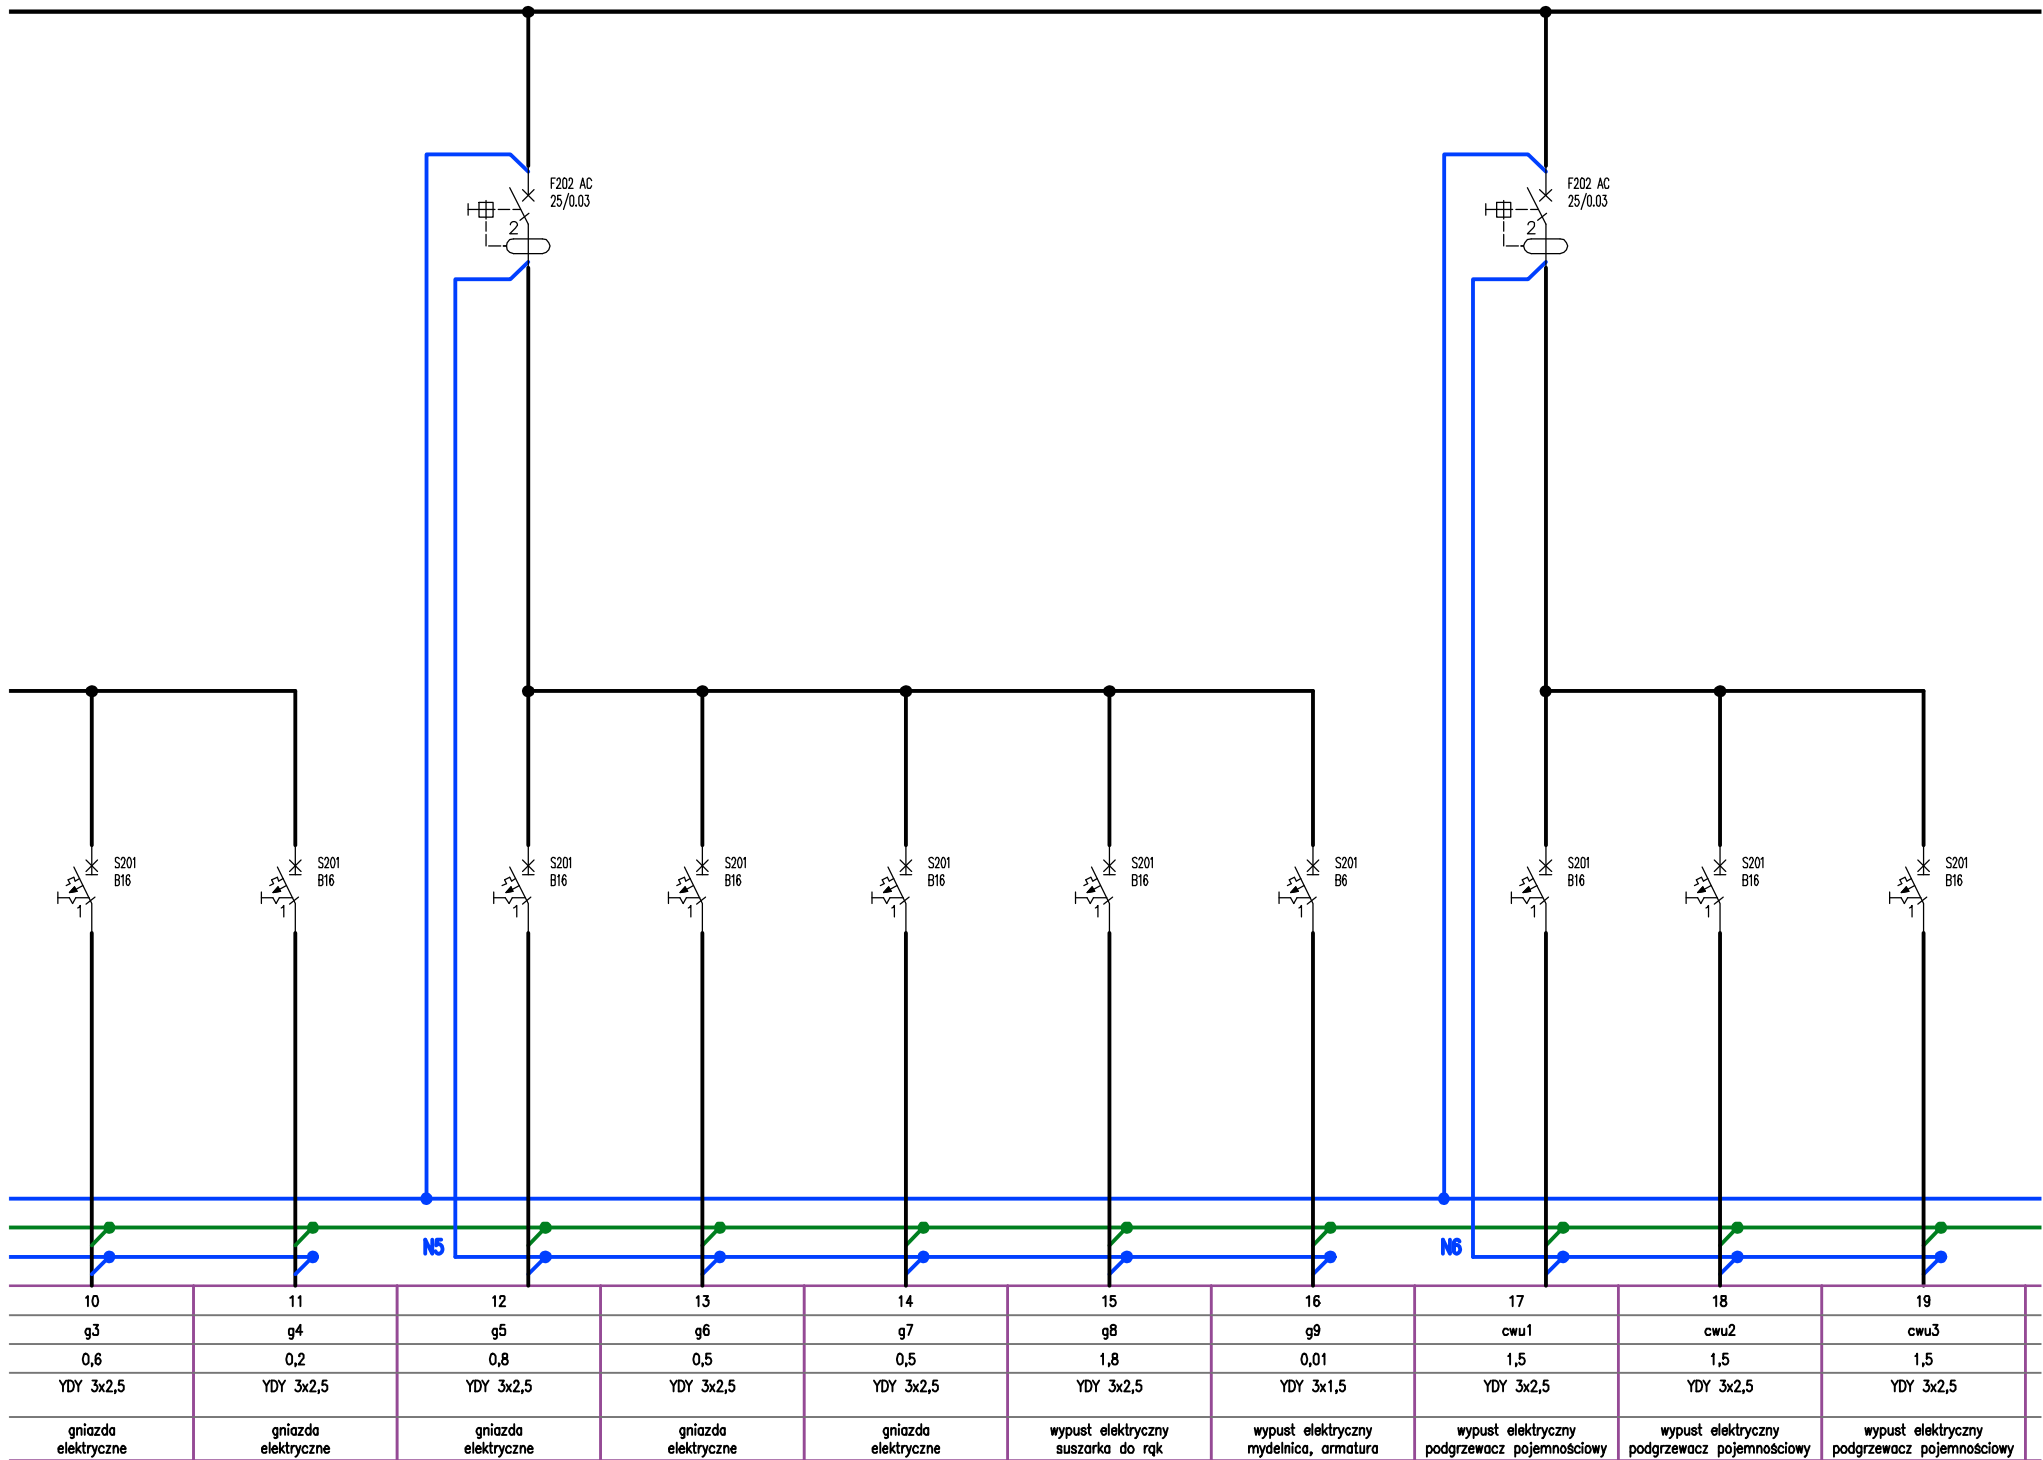 F202 AC
25/0.03
2
F202 AC
25/0.03
2
S201
B16
1
S201
B16
1
S201
B16
1
S201
B16
1
S201
B16
1
S201
B16
1
S201
B6
1
S201
B16
1
S201
B16
1
S201
B16
1
N5
N6
10 11 12 13 14 15 16 17 18 19
g3 g4 g5 g6 g7 g8 g9 cwu1 cwu2 cwu3
0,6 0,2 0,8 0,5 0,5 1,8 0,01 1,5 1,5 1,5
YDY 3x2,5 YDY 3x2,5 YDY 3x2,5 YDY 3x2,5 YDY 3x2,5 YDY 3x2,5 YDY 3x1,5 YDY 3x2,5 YDY 3x2,5 YDY 3x2,5
gniazda
elektryczne
gniazda
elektryczne
gniazda
elektryczne
gniazda
elektryczne
gniazda
elektryczne
wypust elektryczny
suszarka do rąk
wypust elektryczny
mydelnica, armatura
wypust elektryczny
podgrzewacz pojemnościowy
wypust elektryczny
podgrzewacz pojemnościowy
wypust elektryczny
podgrzewacz pojemnościowy